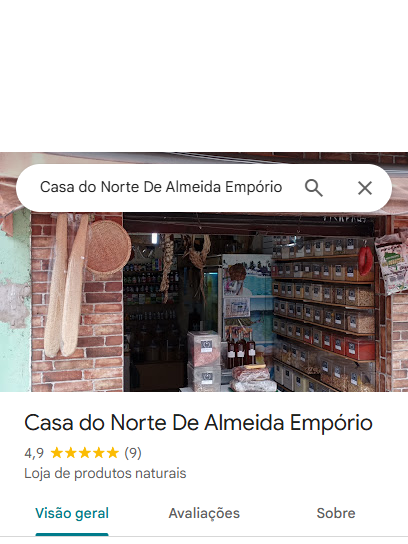 Casa do Norte De Almeida Empório
Casa do Norte De Almeida Empório
4,9 ★★★★★ (9)
Loja de produtos naturais
Visão geral Avaliações Sobre